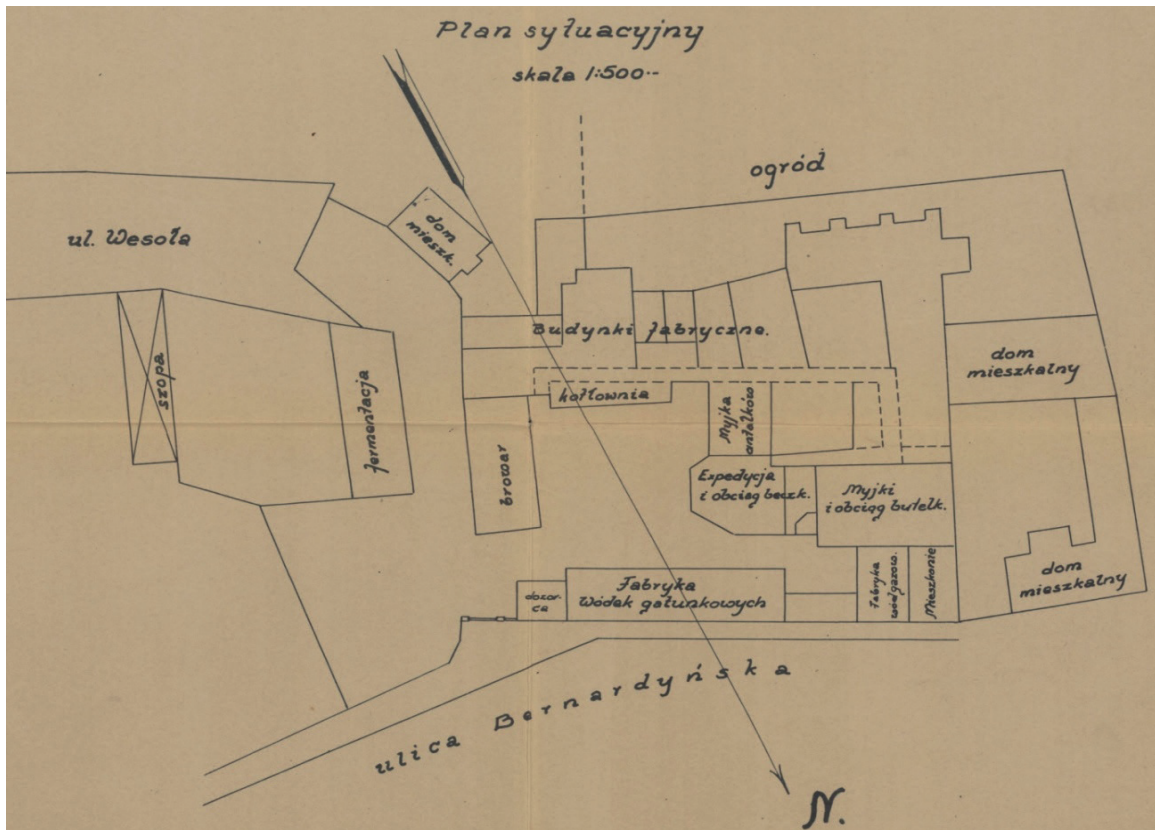 Plan sytuacyjny
skala 1:500--
ogród
dom
mieszk.
ul. Wesoła
Budynki fabryczne.
szopa
fermentacja
kotłownia
dom
mieszkalny
Myjka
antałków
browar
Expedycja
i obciąg beczk.
Myjki
i obciąg butelk.
dozor-
ca
Fabryka
Wódek gatunkowych
Fabryka
wód gazow.
Mieszkanie
dom
mieszkalny
ulica Bernardyńska
N.